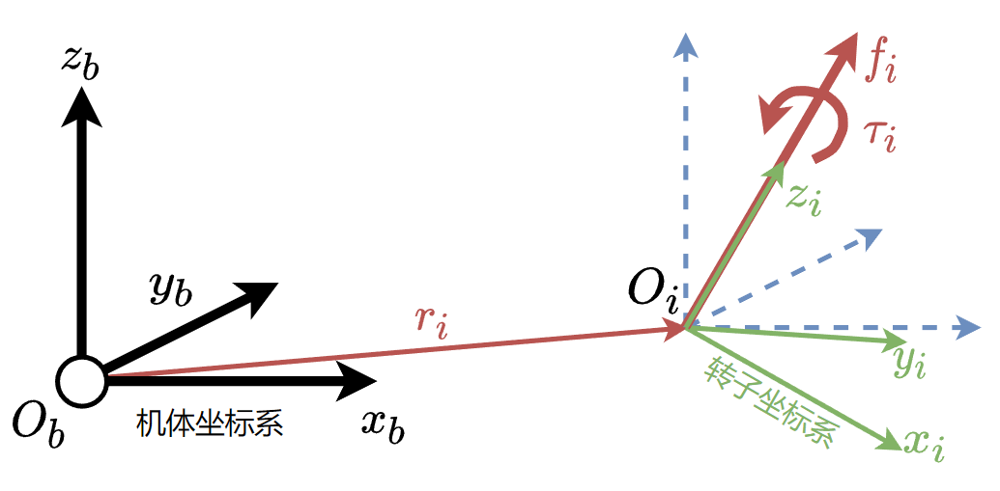 z_b
y_b
x_b
O_b
机体坐标系
r_i
O_i
f_i
τ_i
z_i
y_i
x_i
转子坐标系